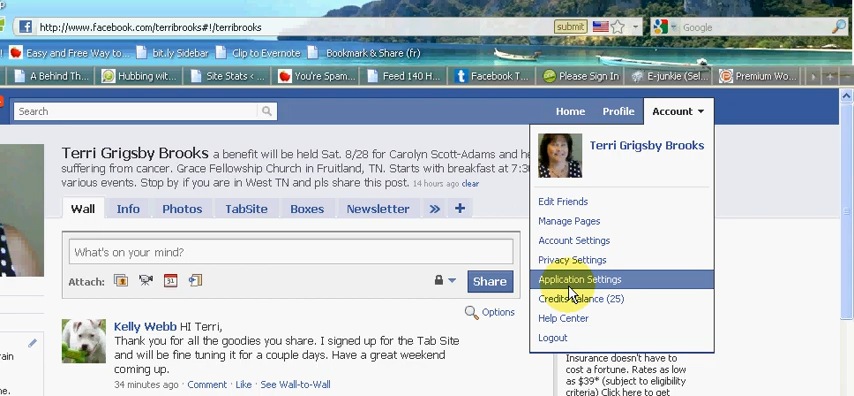 http://www.facebook.com/terribrooks#!/terribrooks
submit
Google
Easy and Free Way to ...
bit.ly Sidebar
Clip to Evernote
Bookmark & Share (fr)
A Behind Th...
Hubbing wit...
Site Stats < ...
You're Spam...
Feed 140 H...
Facebook T...
Please Sign In
E-junkie (Sel...
Premium Wo...
Search
Home
Profile
Account
Terri Grigsby Brooks a benefit will be held Sat. 8/28 for Carolyn Scott-Adams and he
suffering from cancer. Grace Fellowship Church in Fruitland, TN. Starts with breakfast at 7:3
various events. Stop by if you are in West TN and pls share this post. 14 hours ago clear
Terri Grigsby Brooks
Edit Friends
Manage Pages
Account Settings
Privacy Settings
Application Settings
Credits Balance (25)
Help Center
Logout
Wall
Info
Photos
TabSite
Boxes
Newsletter
»
+
What's on your mind?
Attach:
31
Share
Options
Kelly Webb HI Terri,
Thank you for all the goodies you share. I signed up for the Tab Site
and will be fine tuning it for a couple days. Have a great weekend
coming up.
34 minutes ago · Comment · Like · See Wall-to-Wall
Insurance doesn't have to
cost a fortune. Rates as low
as $39* (subject to eligibility
criteria) Click here to get
rain
ne.